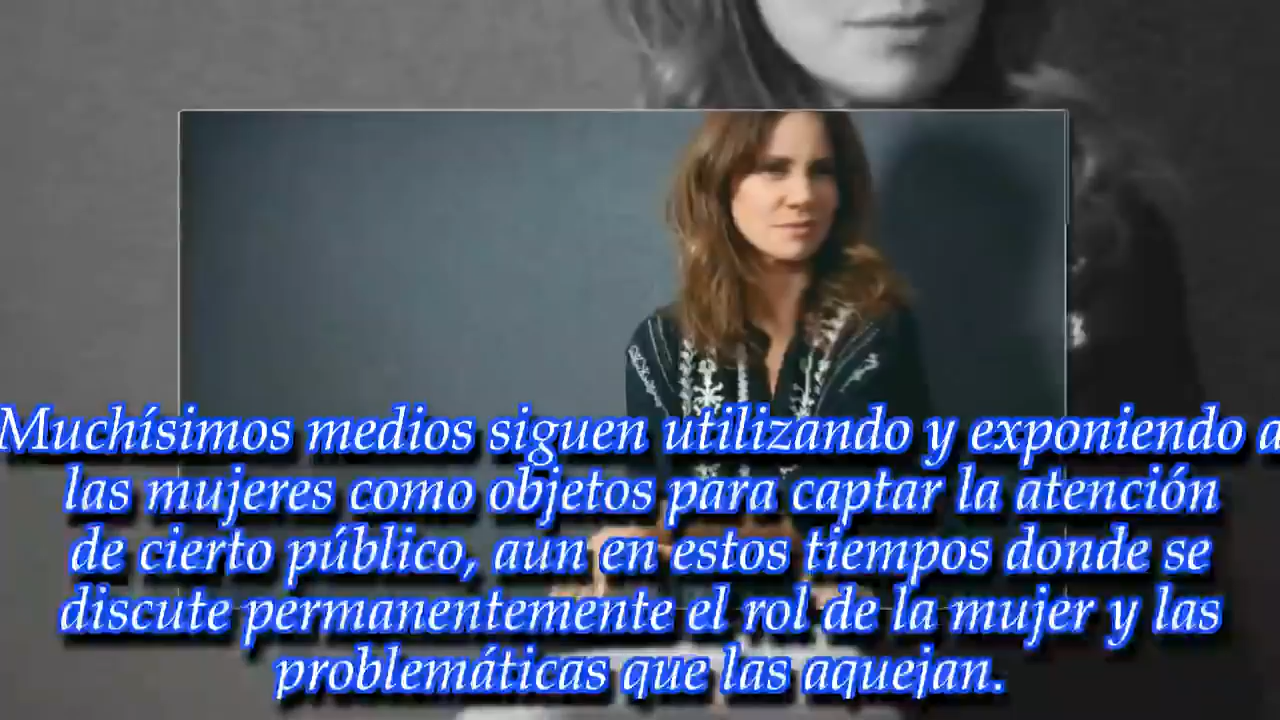 Muchísimos medios siguen utilizando y exponiendo a
las mujeres como objetos para captar la atención
de cierto público, aun en estos tiempos donde se
discute permanentemente el rol de la mujer y las
problemáticas que las aquejan.